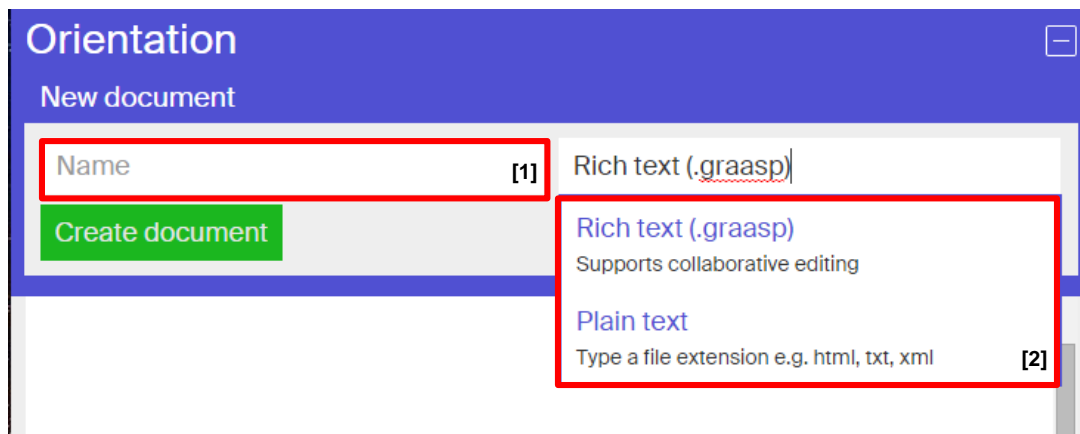 Orientation
New document
Name [1]
Rich text (.graasp)
Create document
Rich text (.graasp)
Supports collaborative editing
Plain text
Type a file extension e.g. html, txt, xml [2]